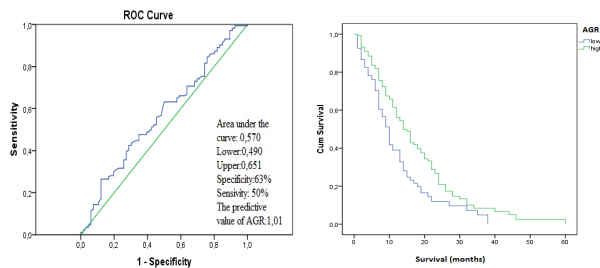 ROC Curve
1,0
0,8
0,6
0,4
0,2
0,0
Sensitivity
0,0
0,2
0,4
0,6
0,8
1,0
1 - Specificity
Area under the
curve: 0,570
Lower:0,490
Upper:0,651
Specificity:63%
Sensivity: 50%
The predictive
value of AGR:1,01
1,0
0,8
0,6
0,4
0,2
0,0
Cum Survival
0
10
20
30
40
50
60
Survival (months)
AGR
low
high